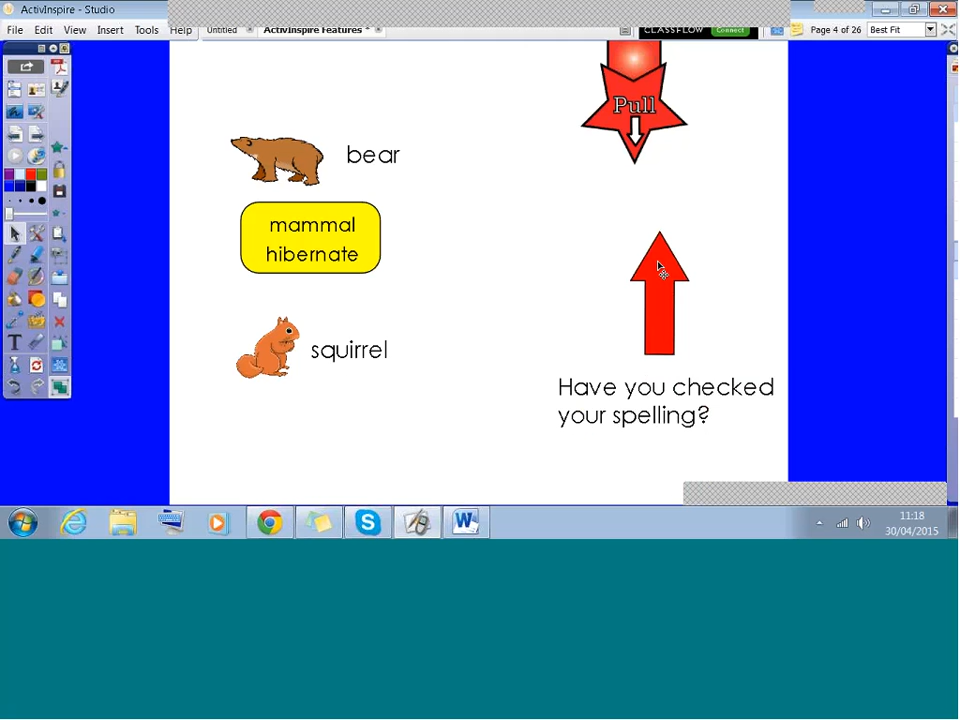 ActivInspire - Studio
File Edit View Insert Tools Help
Untitled
ActivInspire Features *
CLASSFLOW Connect
Page 4 of 26
Best Fit
Pull
bear
mammal
hibernate
squirrel
Have you checked
your spelling?
11:18
30/04/2015